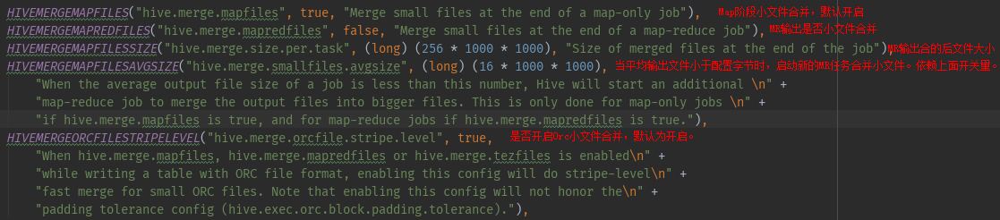 HIVEMERGEMAPFILES("hive.merge.mapfiles", true, "Merge small files at the end of a map-only job"), Map阶段小文件合并，默认开启
HIVEMERGEMAPREDFILES("hive.merge.mapredfiles", false, "Merge small files at the end of a map-reduce job"), MR输出是否小文件合并
HIVEMERGEMAPFILESSIZE("hive.merge.size.per.task", (long) (256 * 1000 * 1000), "Size of merged files at the end of the job"), MR输出合的后文件大小
HIVEMERGEMAPFILESAVGSIZE("hive.merge.smallfiles.avgsize", (long) (16 * 1000 * 1000), 当平均输出文件小于配置字节时，启动新的MR任务合并小文件。依赖上面开关量。
"When the average output file size of a job is less than this number, Hive will start an additional \n" +
"map-reduce job to merge the output files into bigger files. This is only done for map-only jobs \n" +
"if hive.merge.mapfiles is true, and for map-reduce jobs if hive.merge.mapredfiles is true."),
HIVEMERGEORCFILESTRIPELEVEL("hive.merge.orcfile.stripe.level", true, 是否开启Orc小文件合并，默认为开启。
"When hive.merge.mapfiles, hive.merge.mapredfiles or hive.merge.tezfiles is enabled\n" +
"while writing a table with ORC file format, enabling this config will do stripe-level\n" +
"fast merge for small ORC files. Note that enabling this config will not honor the\n" +
"padding tolerance config (hive.exec.orc.block.padding.tolerance)."),